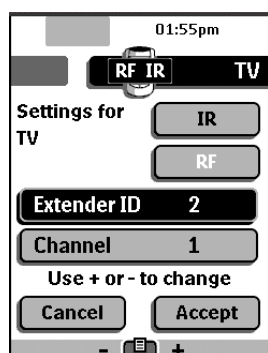 01:55pm
RF IR TV
Settings for
TV
IR
RF
Extender ID 2
Channel 1
Use + or - to change
Cancel Accept
- +